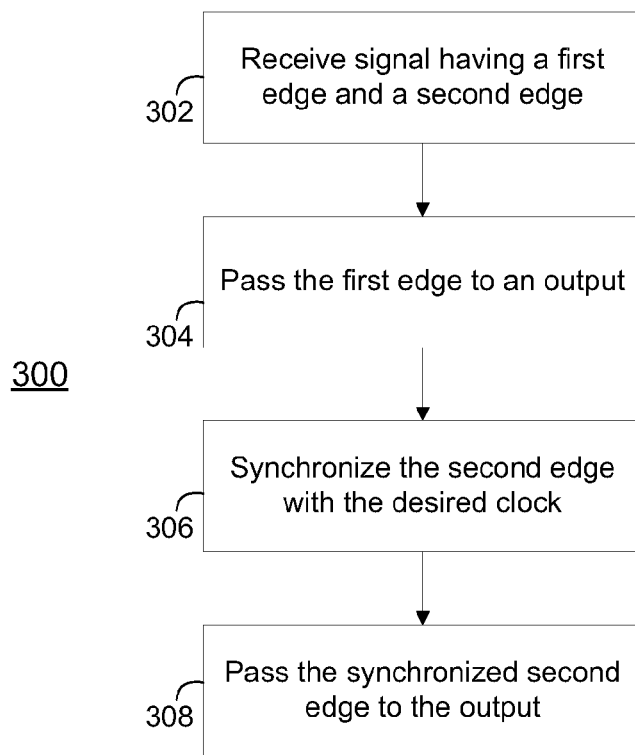 Receive signal having a first
edge and a second edge
302
Pass the first edge to an output
304
300
Synchronize the second edge
with the desired clock
306
Pass the synchronized second
edge to the output
308